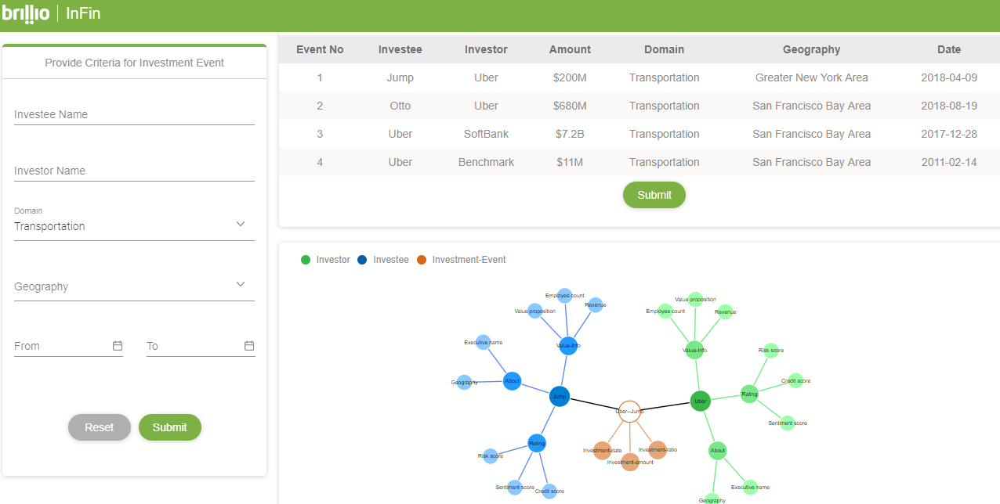 brillio | InFin
Provide Criteria for Investment Event
Investee Name
Investor Name
Domain
Transportation
Geography
From To
Reset Submit
Event No Investee Investor Amount Domain Geography Date
1 Jump Uber $200M Transportation Greater New York Area 2018-04-09
2 Otto Uber $680M Transportation San Francisco Bay Area 2018-08-19
3 Uber SoftBank $7.2B Transportation San Francisco Bay Area 2017-12-28
4 Uber Benchmark $11M Transportation San Francisco Bay Area 2011-02-14
Submit
Investor Investee Investment-Event
Employee count
Value proposition
Revenue
Value-Info
Executive name
Geography
About
Jump
Rating
Risk score
Sentiment score
Credit score
Uber--Jump
Investment-date
Investment-amount
Investment-ratio
Value proposition
Employee count
Revenue
Value-Info
Risk score
Credit score
Rating
Uber
Sentiment score
About
Executive name
Geography